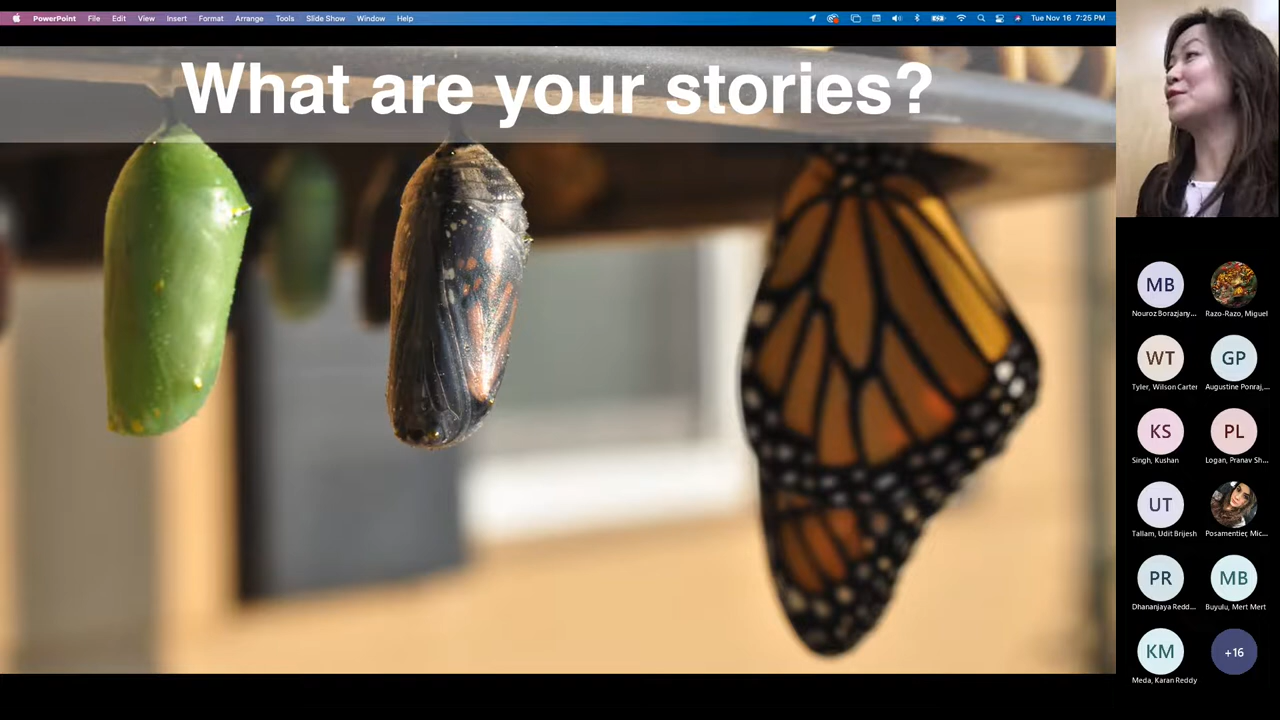 PowerPoint File Edit View Insert Format Arrange Tools Slide Show Window Help Tue Nov 16 7:25 PM
What are your stories?
MB
Nouroz Borazjany...
Razo-Razo, Miguel
WT GP
Tyler, Wilson Carter Augustine Ponraj,...
KS PL
Singh, Kushan Logan, Pranav Sh...
UT
Tallam, Udit Brijesh Posamentier, Mic...
PR MB
Dhananjaya Redd... Buyulu, Mert Mert
KM +16
Meda, Karan Reddy